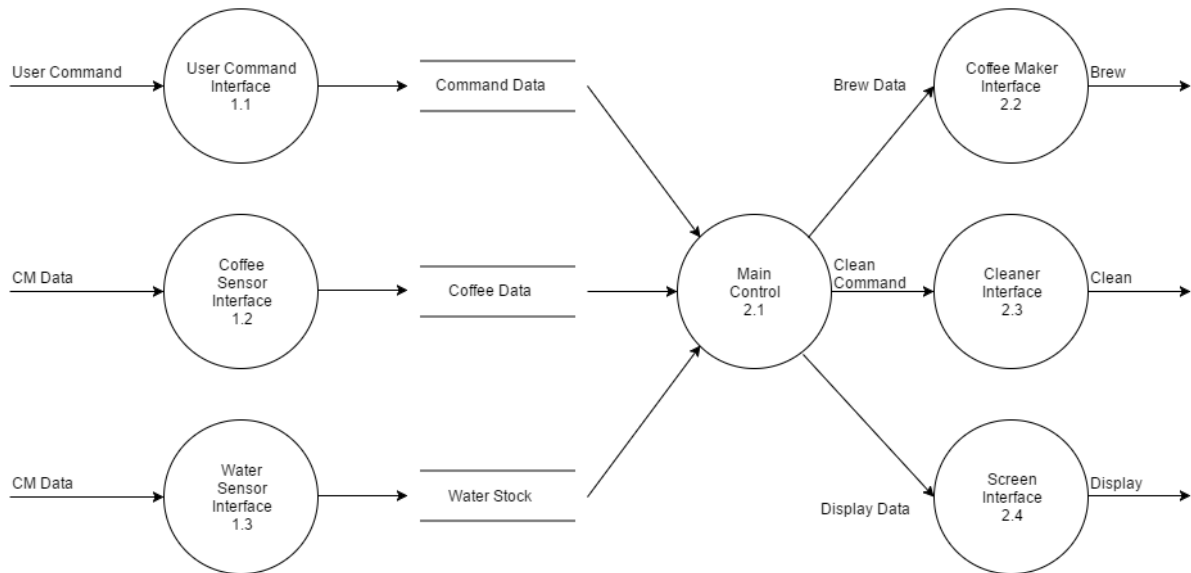 User Command
User Command
Interface
1.1
Command Data
Brew Data
Coffee Maker
Interface
2.2
Brew
CM Data
Coffee
Sensor
Interface
1.2
Coffee Data
Main
Control
2.1
Clean
Command
Cleaner
Interface
2.3
Clean
CM Data
Water
Sensor
Interface
1.3
Water Stock
Display Data
Screen
Interface
2.4
Display